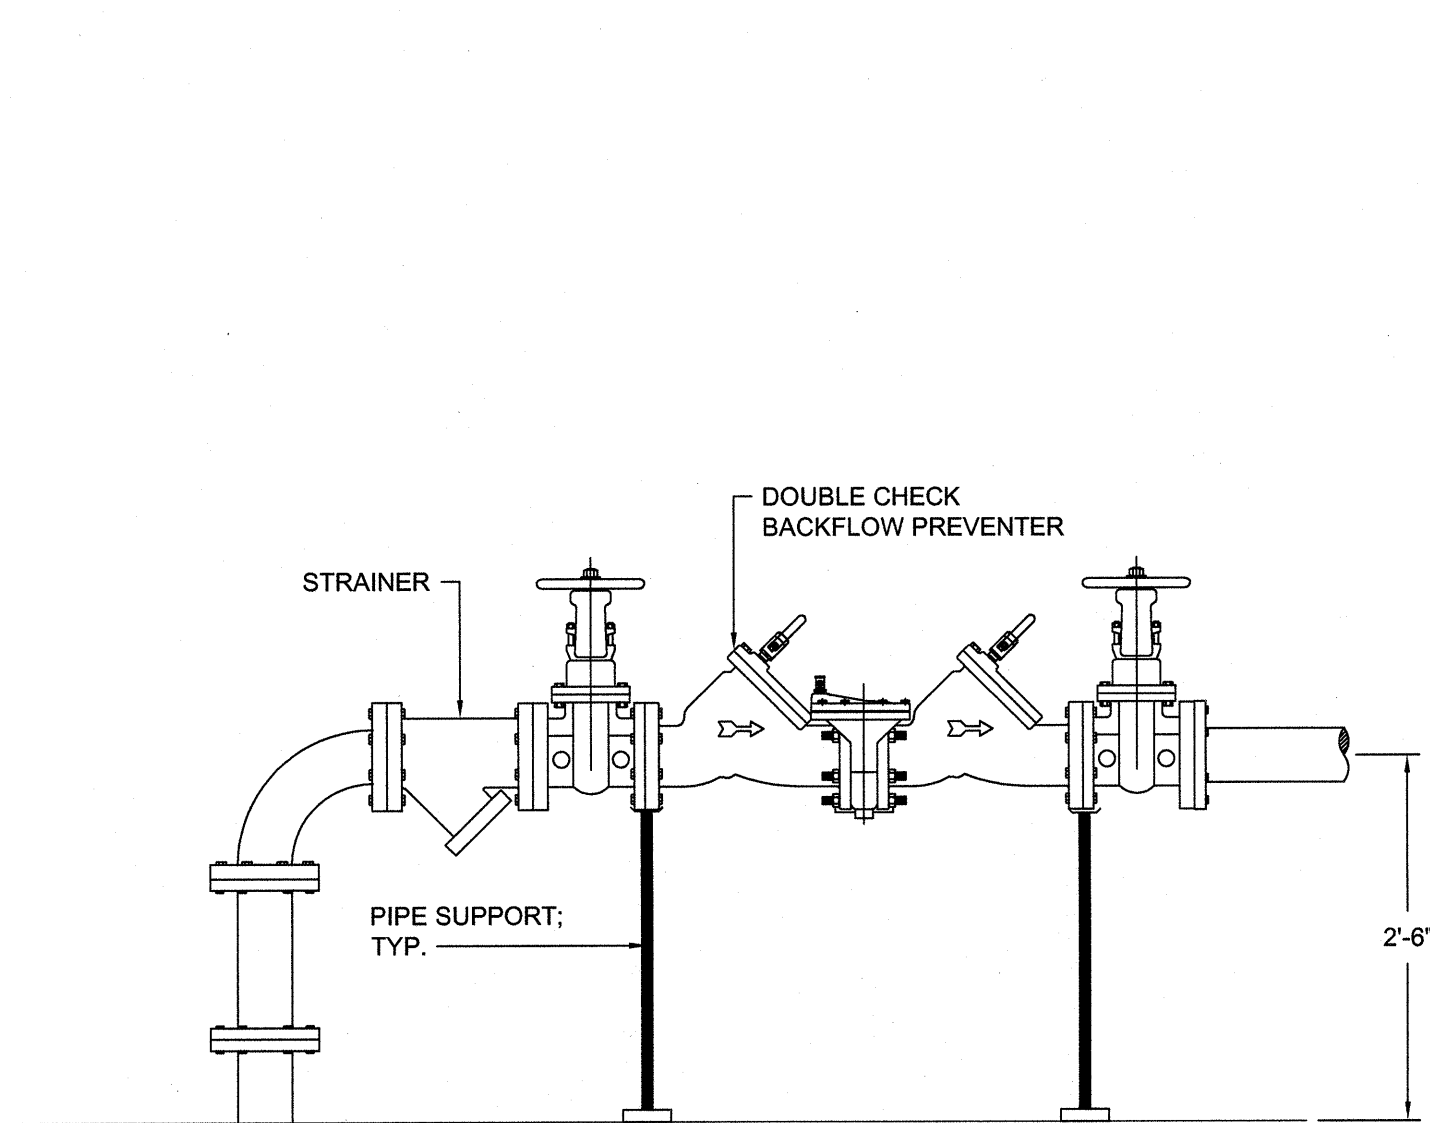 DOUBLE CHECK
BACKFLOW PREVENTER
STRAINER
PIPE SUPPORT;
TYP.
2'-6"